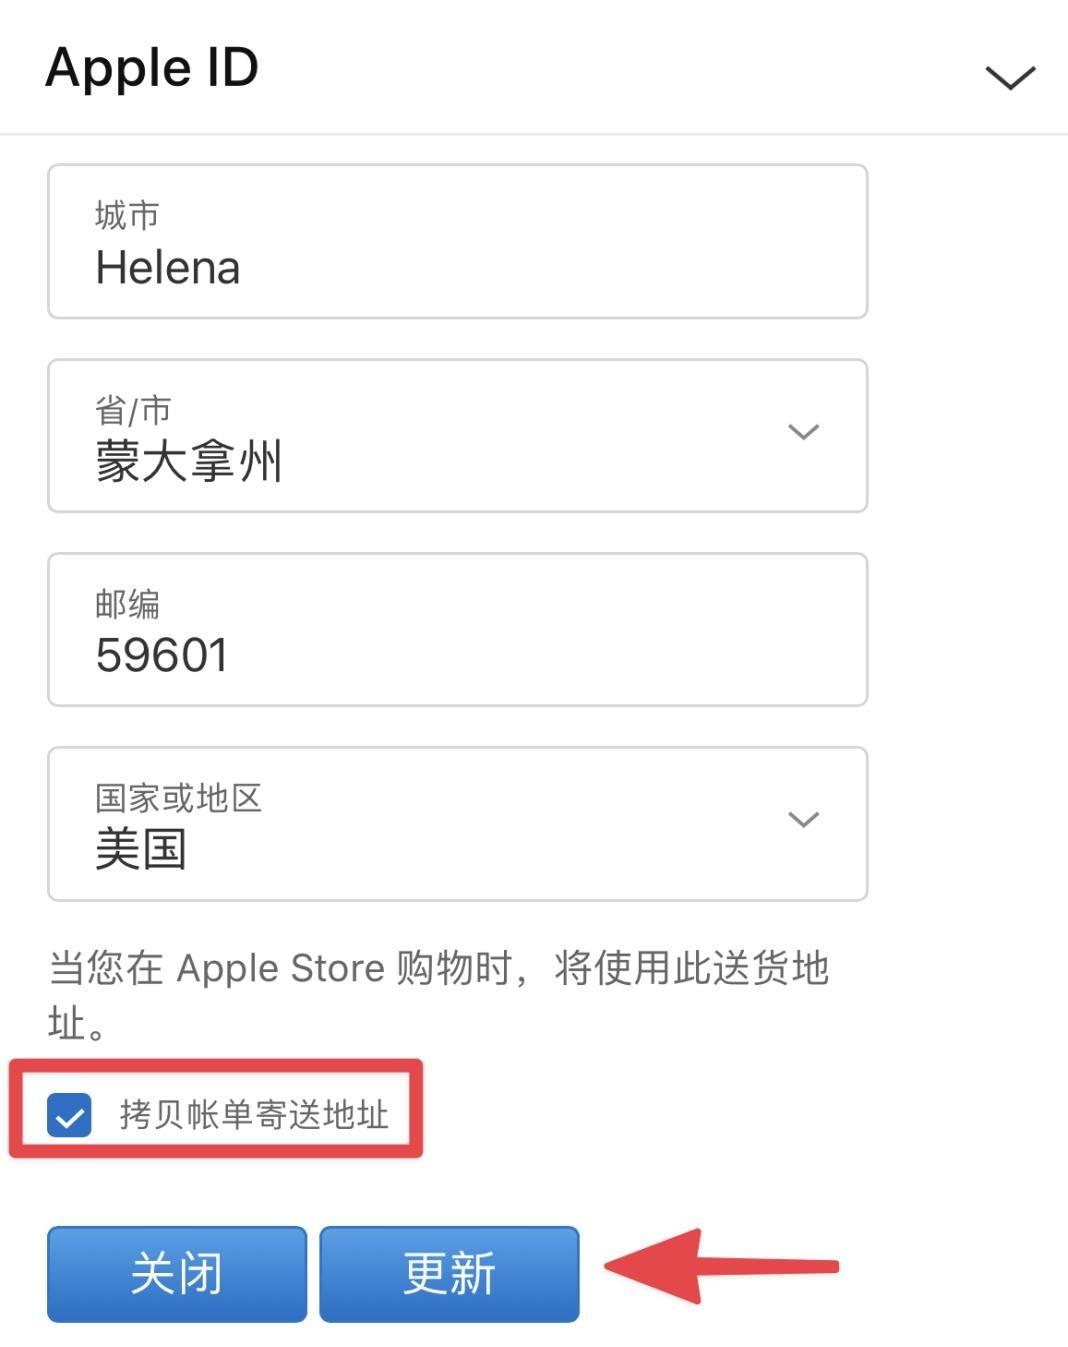 Apple ID
城市
Helena
省/市
蒙大拿州
邮编
59601
国家或地区
美国
当您在 Apple Store 购物时，将使用此送货地
址。
拷贝帐单寄送地址
关闭
更新